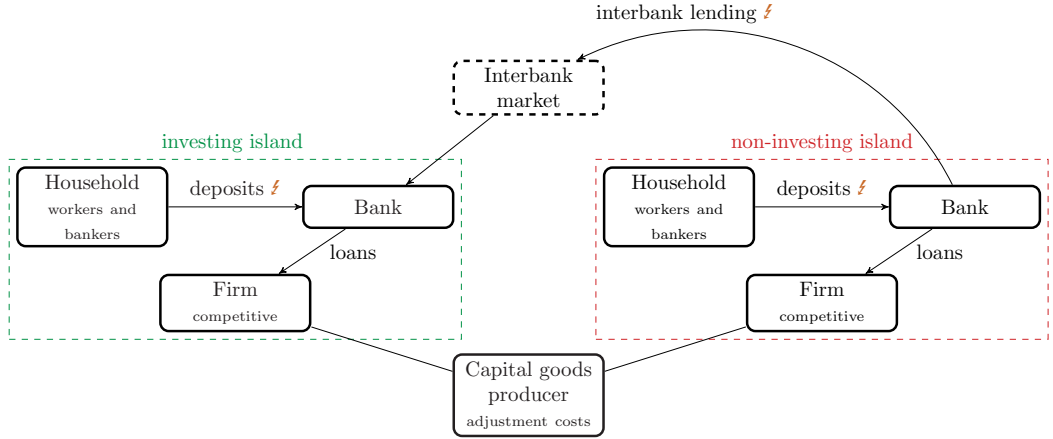 interbank lending
Interbank
market
investing island
non-investing island
Household
workers and
bankers
deposits
Bank
loans
Firm
competitive
Household
workers and
bankers
deposits
Bank
loans
Firm
competitive
Capital goods
producer
adjustment costs